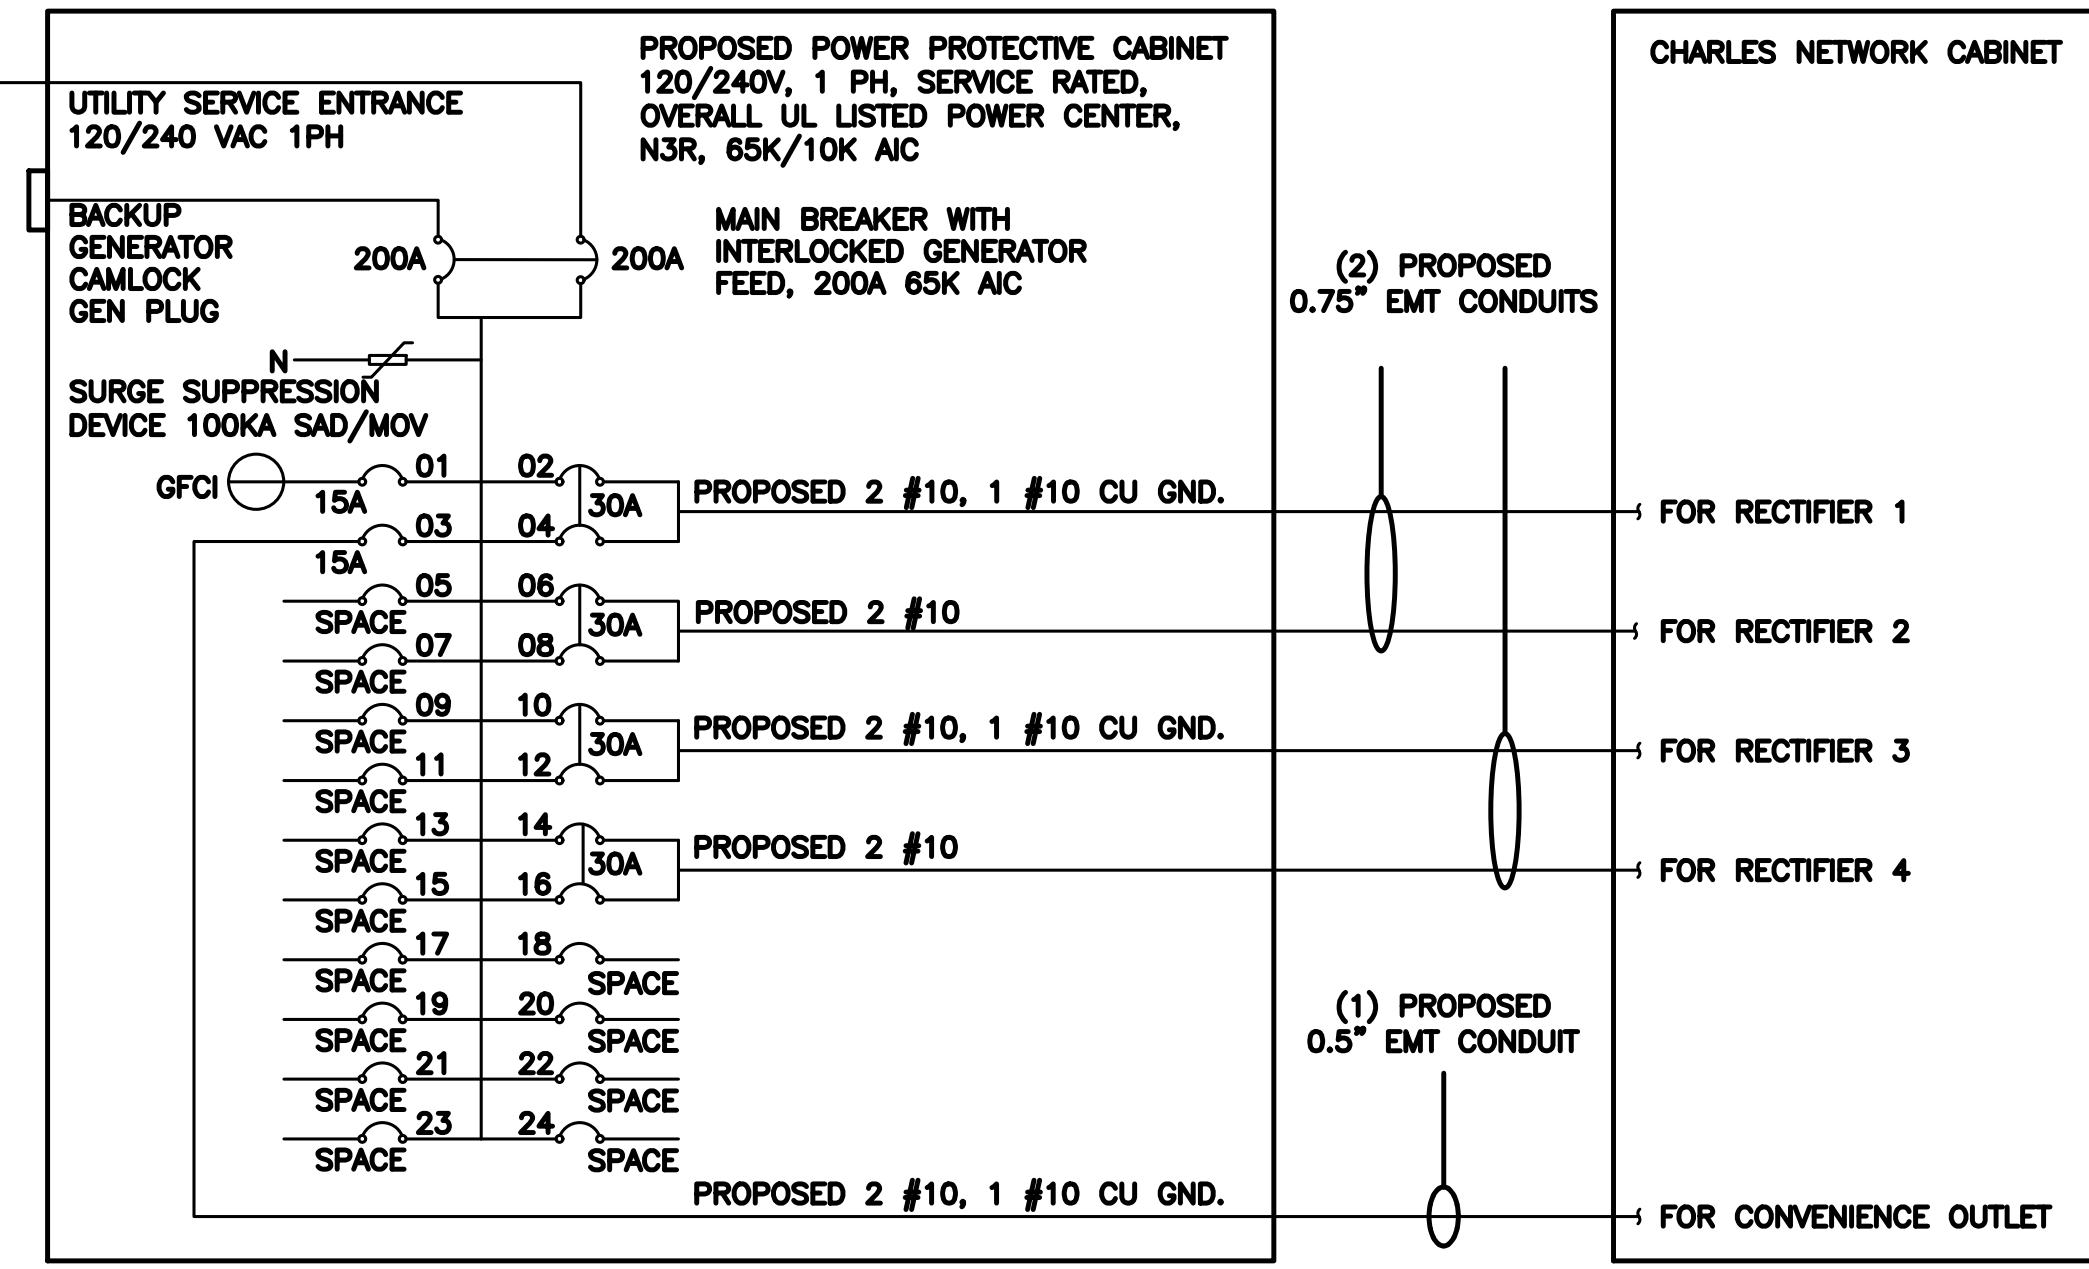 PROPOSED POWER PROTECTIVE CABINET
120/240V, 1 PH, SERVICE RATED,
OVERALL UL LISTED POWER CENTER,
N3R, 65K/10K AIC
CHARLES NETWORK CABINET
UTILITY SERVICE ENTRANCE
120/240 VAC 1PH
BACKUP
GENERATOR
CAMLOCK
GEN PLUG
200A
200A
MAIN BREAKER WITH
INTERLOCKED GENERATOR
FEED, 200A 65K AIC
(2) PROPOSED
0.75" EMT CONDUITS
N
SURGE SUPPRESSION
DEVICE 100KA SAD/MOV
GFCI
15A
01
02
30A
PROPOSED 2 #10, 1 #10 CU GND.
FOR RECTIFIER 1
15A
03
04
SPACE
05
06
30A
PROPOSED 2 #10
FOR RECTIFIER 2
SPACE
07
08
SPACE
09
10
30A
PROPOSED 2 #10, 1 #10 CU GND.
FOR RECTIFIER 3
SPACE
11
12
SPACE
13
14
30A
PROPOSED 2 #10
FOR RECTIFIER 4
SPACE
15
16
SPACE
17
18
SPACE
SPACE
19
20
SPACE
SPACE
21
22
SPACE
SPACE
23
24
SPACE
(1) PROPOSED
0.5" EMT CONDUIT
PROPOSED 2 #10, 1 #10 CU GND.
FOR CONVENIENCE OUTLET